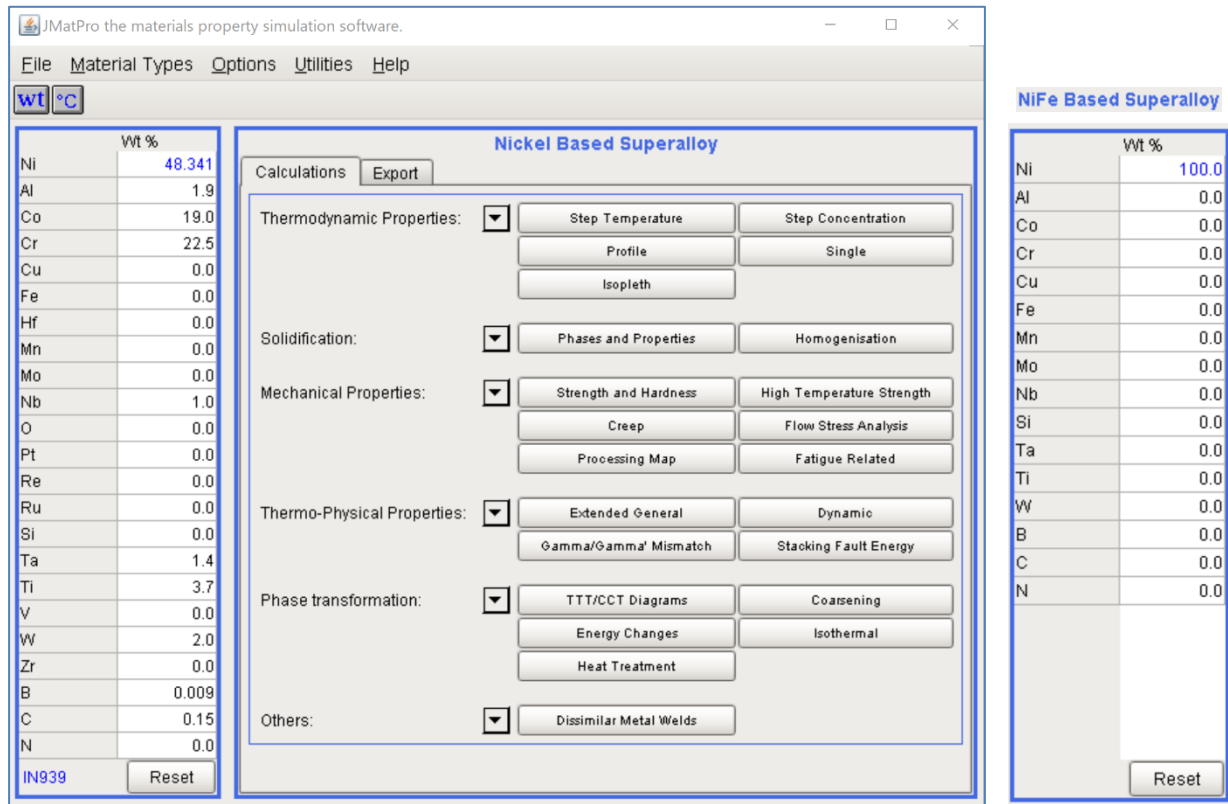 JMatPro the materials property simulation software.
File Material Types Options Utilities Help
wt °C
Wt %
Ni 48.341
Al 1.9
Co 19.0
Cr 22.5
Cu 0.0
Fe 0.0
Hf 0.0
Mn 0.0
Mo 0.0
Nb 1.0
O 0.0
Pt 0.0
Re 0.0
Ru 0.0
Si 0.0
Ta 1.4
Ti 3.7
V 0.0
W 2.0
Zr 0.0
B 0.009
C 0.15
N 0.0
IN939 Reset
Nickel Based Superalloy
Calculations Export
Thermodynamic Properties: Step Temperature Step Concentration
Profile Single
Isopleth
Solidification: Phases and Properties Homogenisation
Mechanical Properties: Strength and Hardness High Temperature Strength
Creep Flow Stress Analysis
Processing Map Fatigue Related
Thermo-Physical Properties: Extended General Dynamic
Gamma/Gamma' Mismatch Stacking Fault Energy
Phase transformation: TTT/CCT Diagrams Coarsening
Energy Changes Isothermal
Heat Treatment
Others: Dissimilar Metal Welds
NiFe Based Superalloy
Wt %
Ni 100.0
Al 0.0
Co 0.0
Cr 0.0
Cu 0.0
Fe 0.0
Mn 0.0
Mo 0.0
Nb 0.0
Si 0.0
Ta 0.0
Ti 0.0
W 0.0
B 0.0
C 0.0
N 0.0
Reset